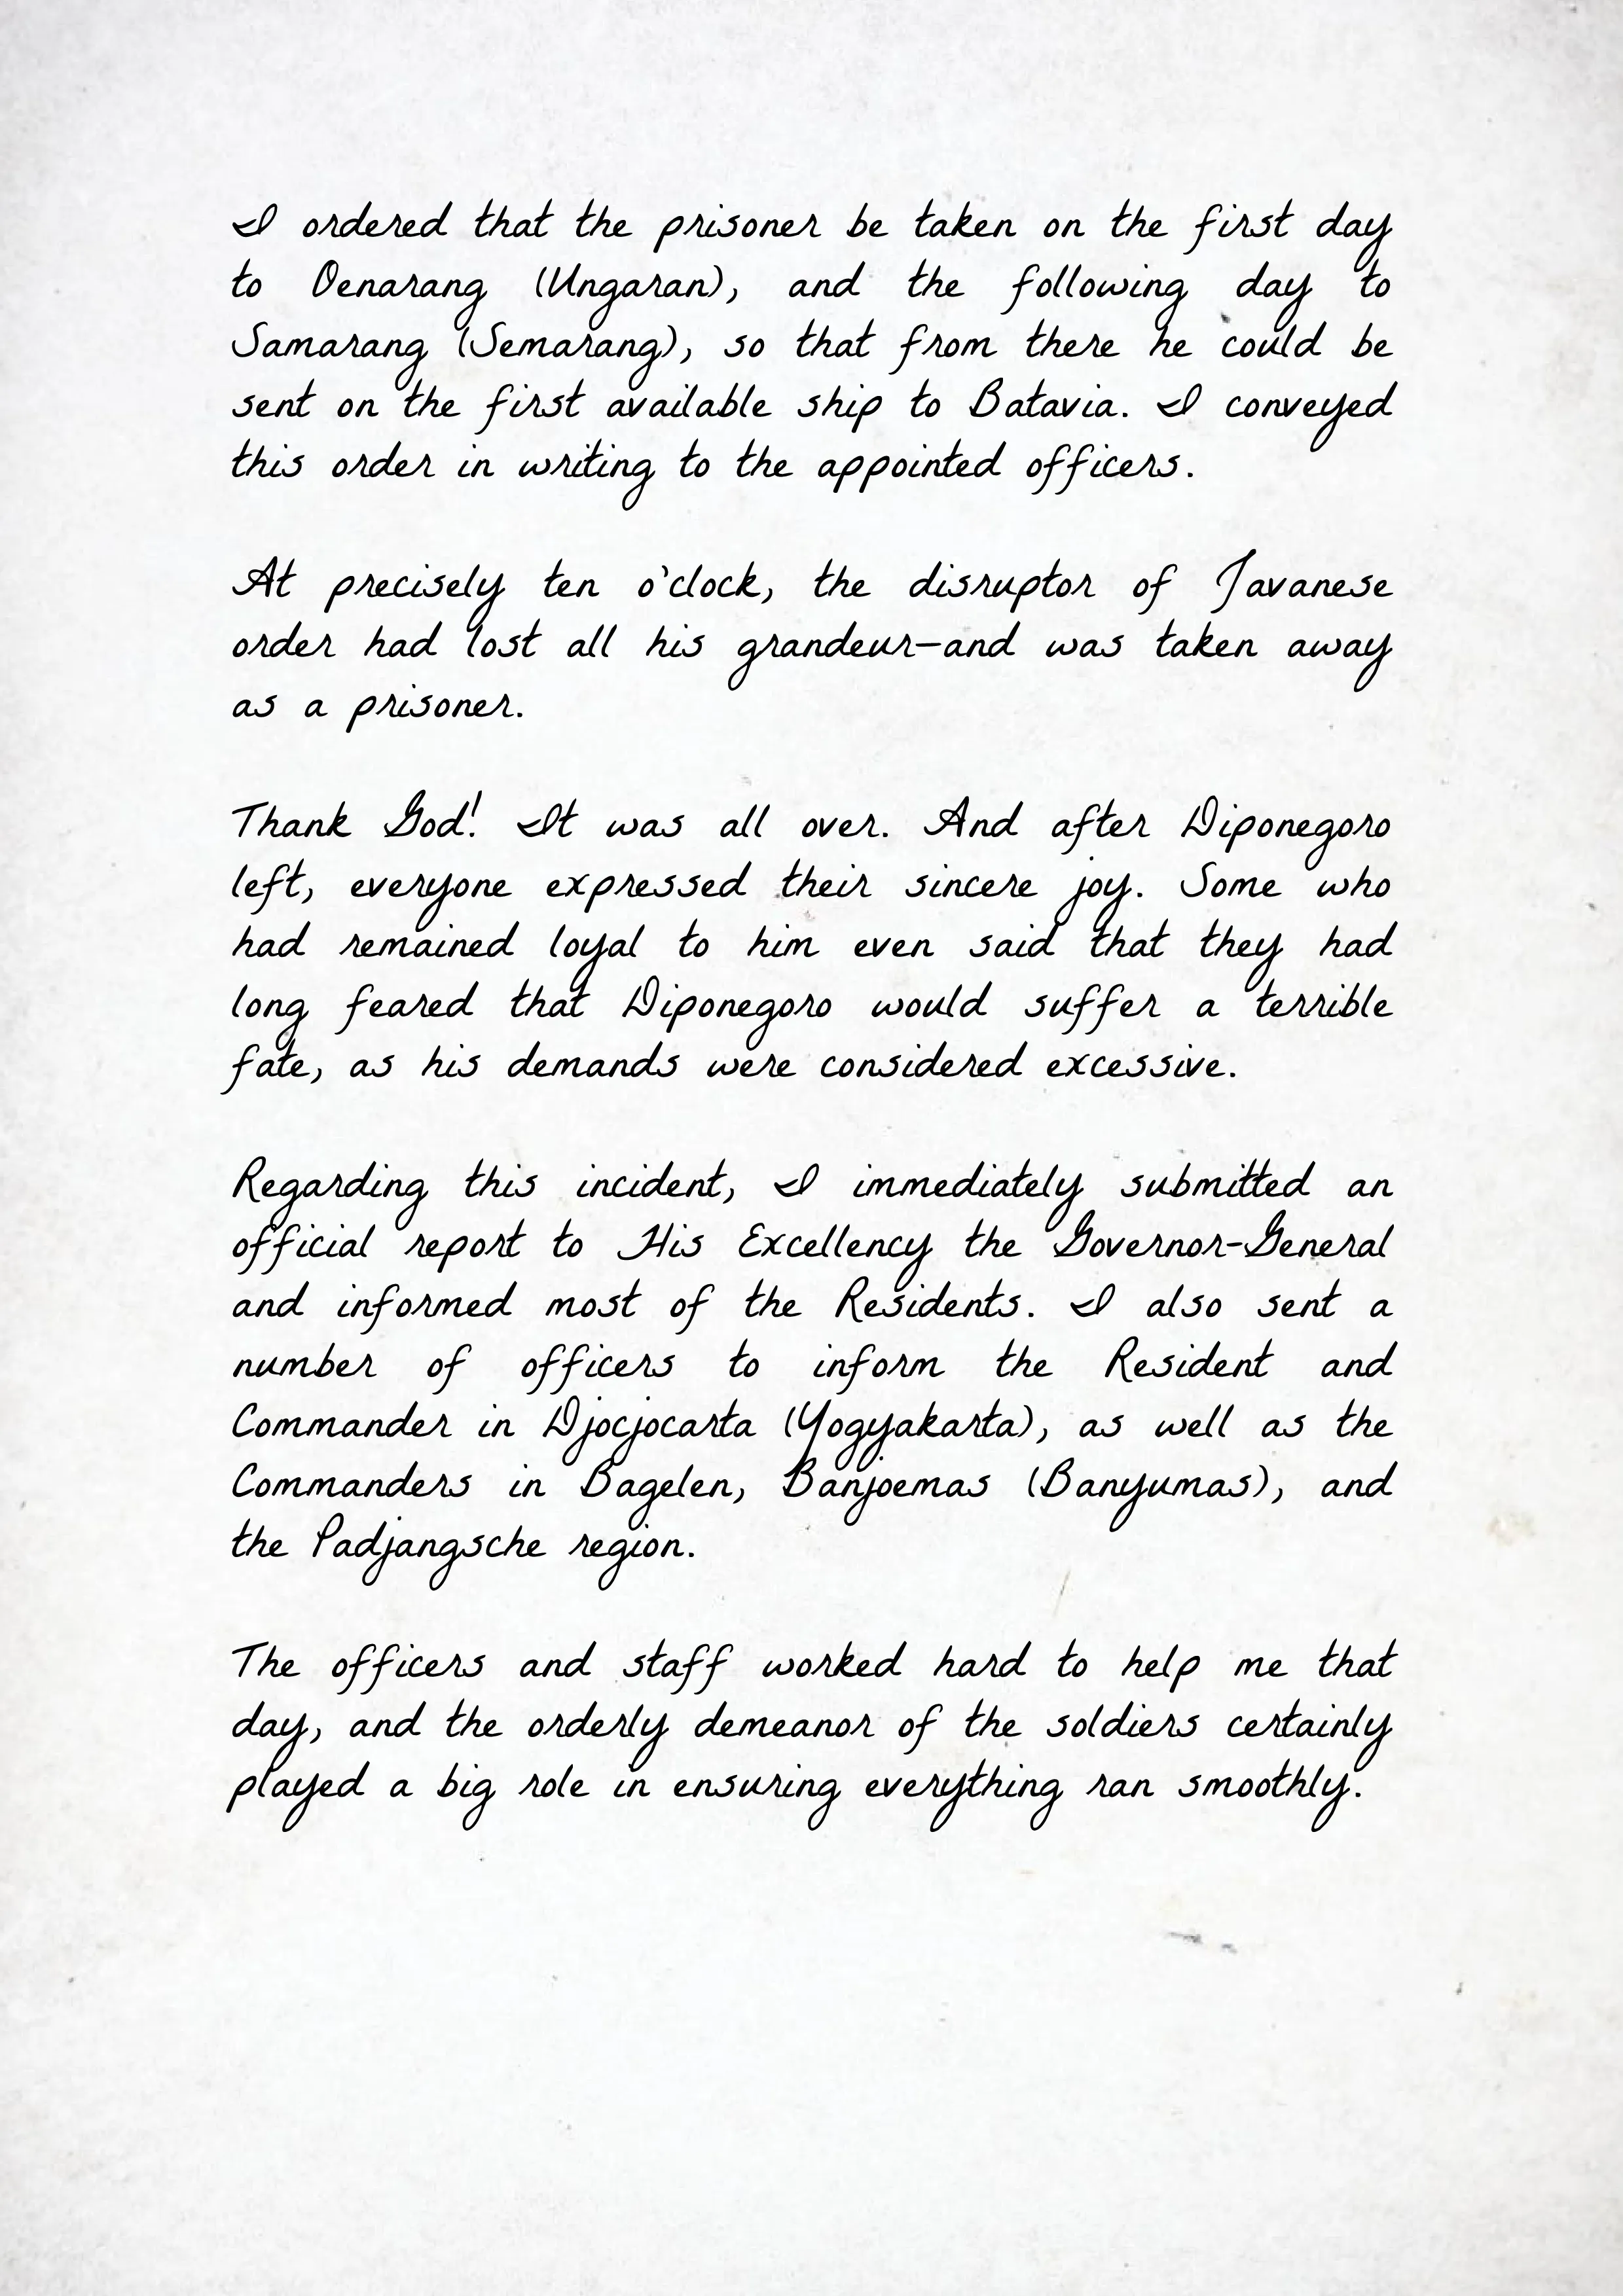 I ordered that the prisoner be taken on the first day
to Oenarang (Ungaran), and the following day to
Samarang (Semarang), so that from there he could be
sent on the first available ship to Batavia. I conveyed
this order in writing to the appointed officers.
At precisely ten o'clock, the disruptor of Javanese
order had lost all his grandeur—and was taken away
as a prisoner.
Thank God! It was all over. And after Diponegoro
left, everyone expressed their sincere joy. Some who
had remained loyal to him even said that they had
long feared that Diponegoro would suffer a terrible
fate, as his demands were considered excessive.
Regarding this incident, I immediately submitted an
official report to His Excellency the Governor-General
and informed most of the Residents. I also sent a
number of officers to inform the Resident and
Commander in Djocjocarta (Yogyakarta), as well as the
Commanders in Bagelen, Banjoemas (Banyumas), and
the Padjangsche region.
The officers and staff worked hard to help me that
day, and the orderly demeanor of the soldiers certainly
played a big role in ensuring everything ran smoothly.